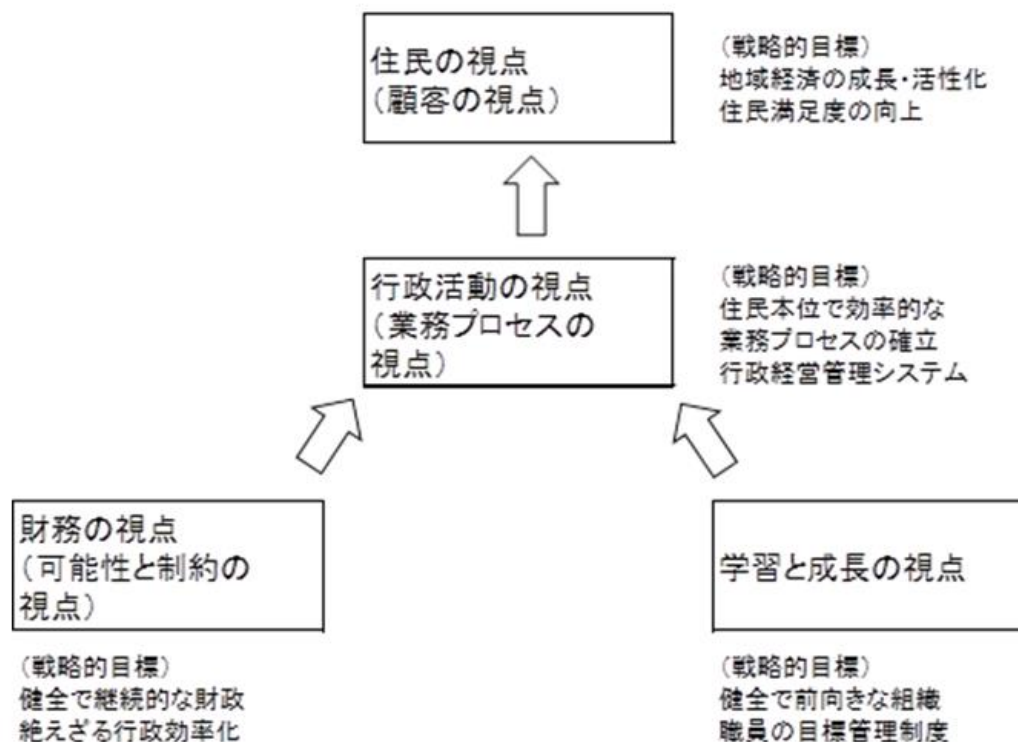 住民の視点
(顧客の視点)
(戦略的目標)
地域経済の成長・活性化
住民満足度の向上
行政活動の視点
(業務プロセスの
視点)
(戦略的目標)
住民本位で効率的な
業務プロセスの確立
行政経営管理システム
財務の視点
(可能性と制約の
視点)
(戦略的目標)
健全で継続的な財政
絶えざる行政効率化
学習と成長の視点
(戦略的目標)
健全で前向きな組織
職員の目標管理制度